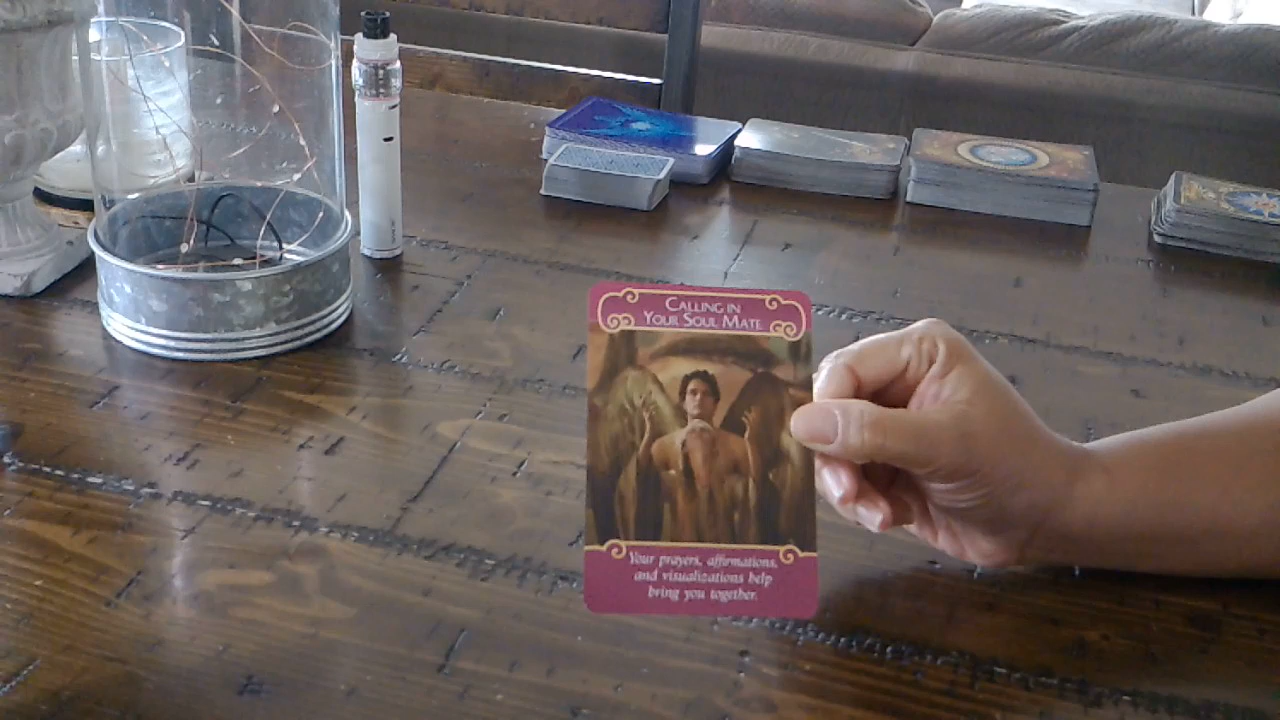 CALLING IN
YOUR SOUL MATE
Your prayers, affirmations,
and visualizations help
bring you together.